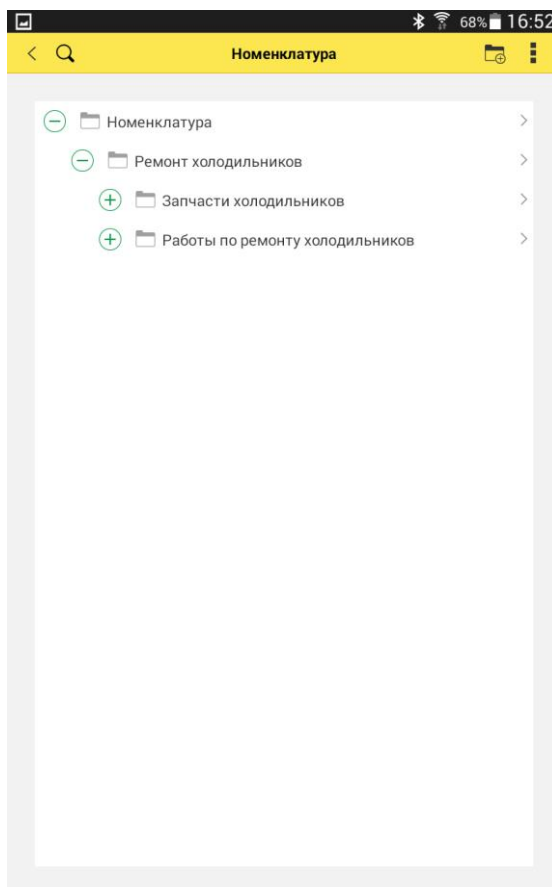 68% 16:52
Номенклатура
Номенклатура
Ремонт холодильников
Запчасти холодильников
Работы по ремонту холодильников